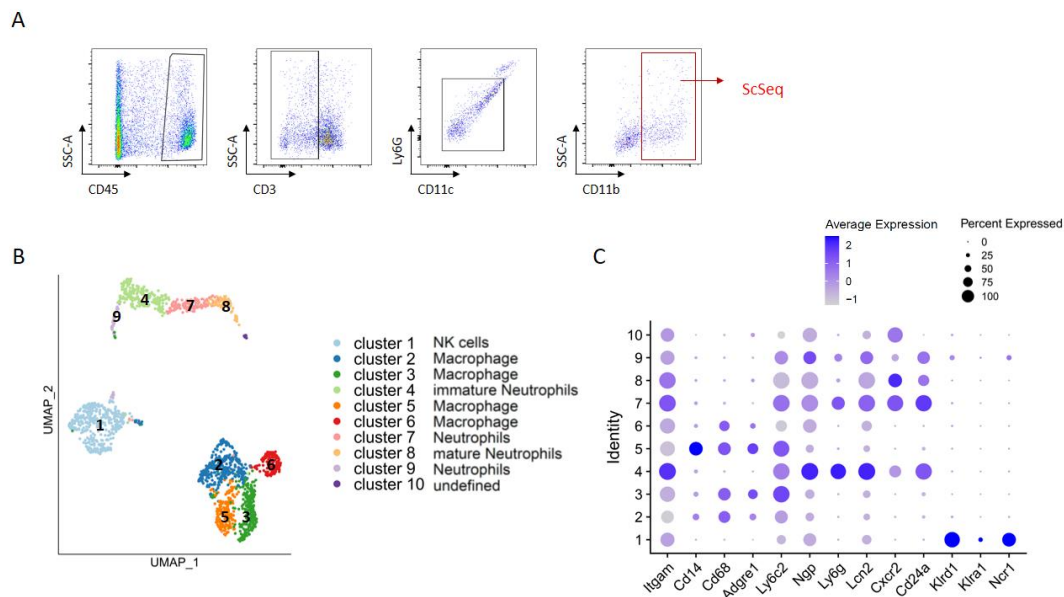 A
SSC-A
CD45
SSC-A
CD3
Ly6G
CD11c
SSC-A
CD11b
ScSeq
B
UMAP_2
UMAP_1
4
7
8
9
1
2
6
5
3
cluster 1 NK cells
cluster 2 Macrophage
cluster 3 Macrophage
cluster 4 immature Neutrophils
cluster 5 Macrophage
cluster 6 Macrophage
cluster 7 Neutrophils
cluster 8 mature Neutrophils
cluster 9 Neutrophils
cluster 10 undefined
C
Average Expression
2
1
0
−1
Percent Expressed
0
25
50
75
100
Identity
10
9
8
7
6
5
4
3
2
1
Itgam
Cd14
Cd68
Adgre1
Ly6c2
Ngp
Ly6g
Lcn2
Cxcr2
Cd24a
Klrd1
Klra1
Ncr1